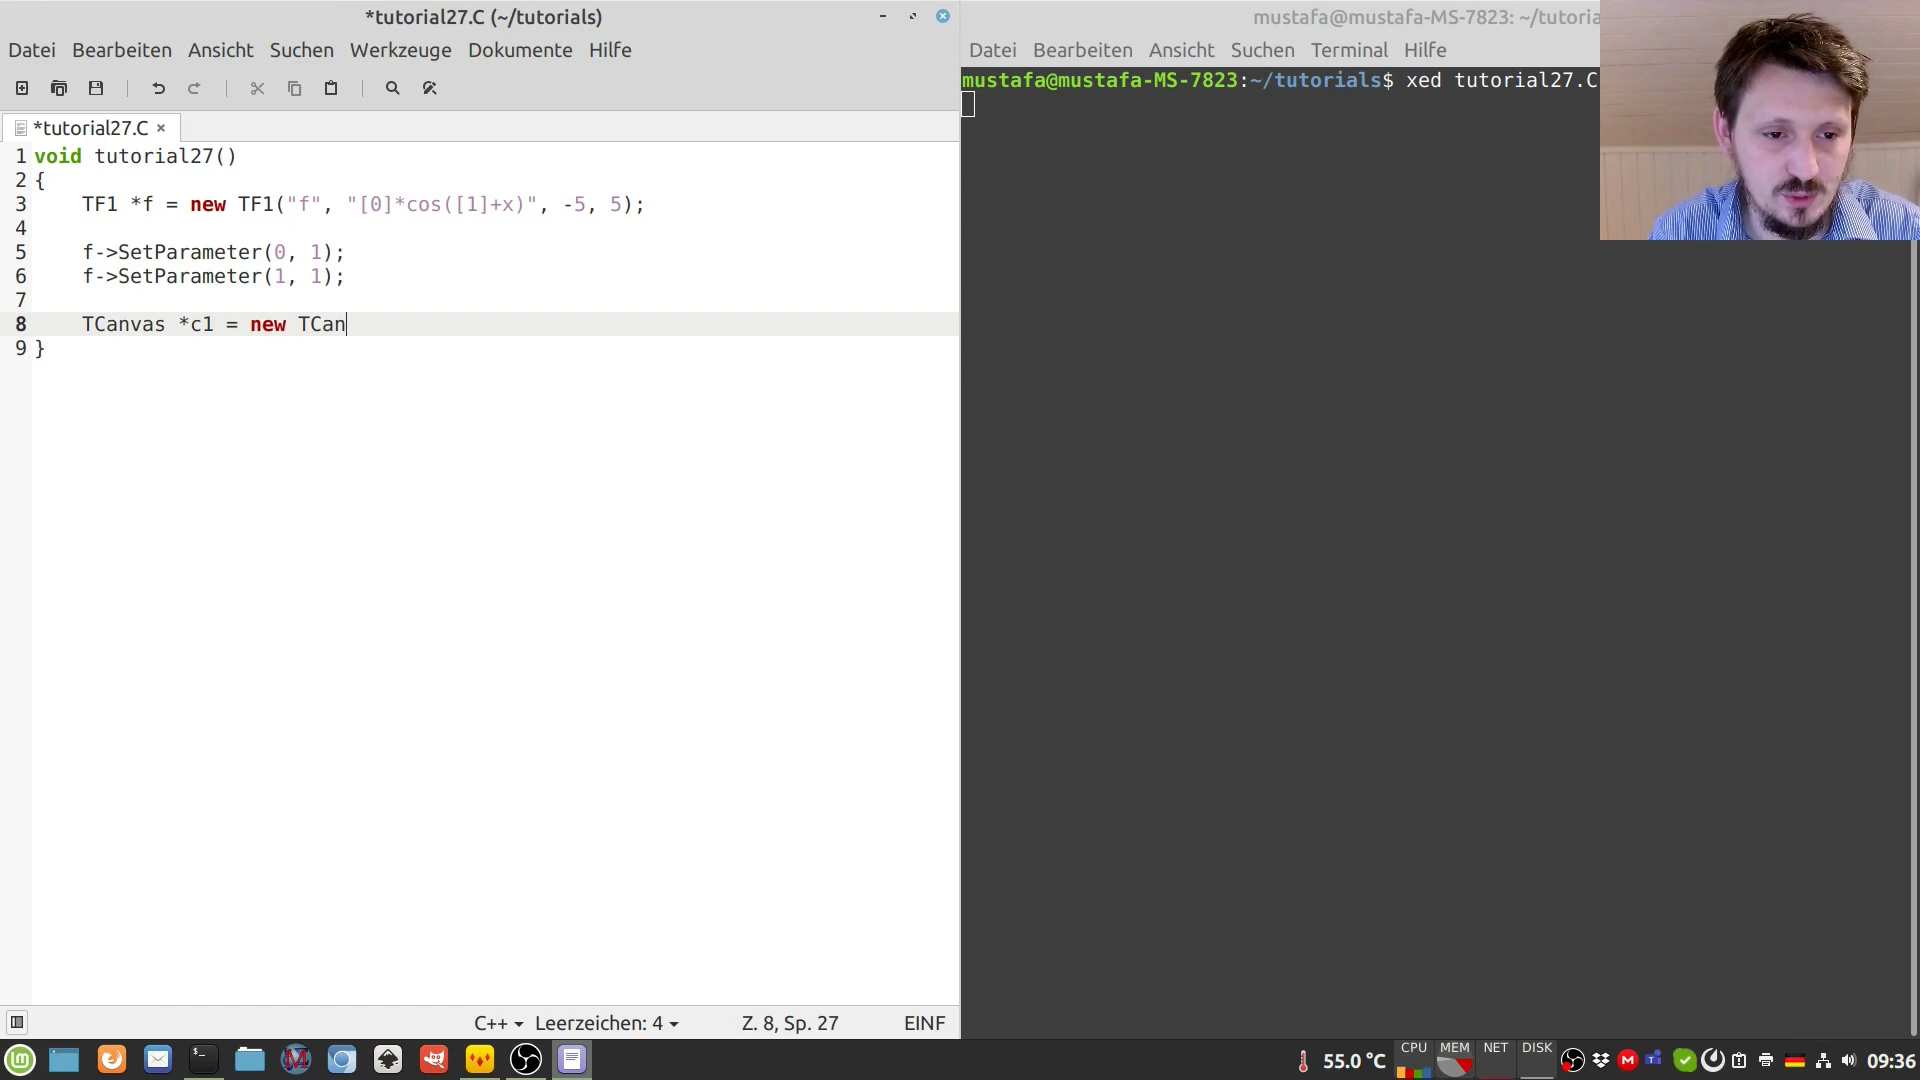 *tutorial27.C (~/tutorials)
Datei Bearbeiten Ansicht Suchen Werkzeuge Dokumente Hilfe
*tutorial27.C
1 void tutorial27()
2 {
3 TF1 *f = new TF1("f", "[0]*cos([1]+x)", -5, 5);
4
5 f->SetParameter(0, 1);
6 f->SetParameter(1, 1);
7
8 TCanvas *c1 = new TCan
9 }
C++ Leerzeichen: 4 Z. 8, Sp. 27 EINF
mustafa@mustafa-MS-7823: ~/tutoria
Datei Bearbeiten Ansicht Suchen Terminal Hilfe
mustafa@mustafa-MS-7823:~/tutorials$ xed tutorial27.C
55.0 °C CPU MEM NET DISK 09:36